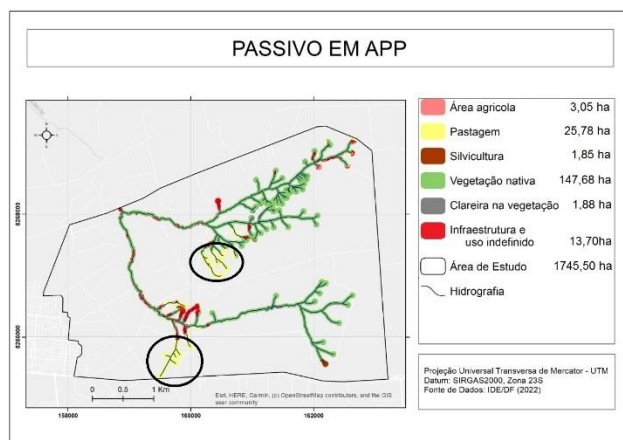 PASSIVO EM APP
Área agricola 3,05 ha
Pastagem 25,78 ha
Silvicultura 1,85 ha
Vegetação nativa 147,68 ha
Clareira na vegetação 1,88 ha
Infraestrutura e
uso indefinido 13,70ha
Área de Estudo 1745,50 ha
Hidrografia
0 0,5 1 Km
Esri, HERE, Garmin, (c) OpenStreetMap contributors, and the GIS
user community
160000 162000
Projeção Universal Transversa de Mercator - UTM
Datum: SIRGAS2000, Zona 23S
Fonte de Dados: IDE/DF (2022)